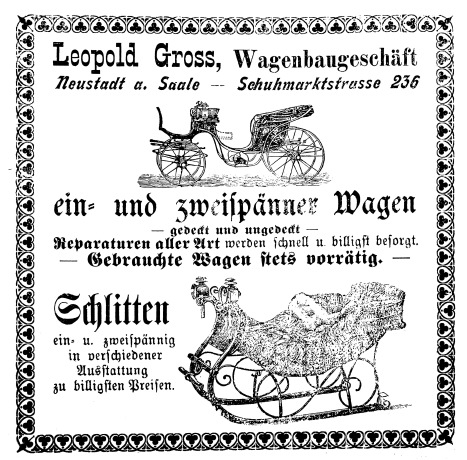 Leopold Gross, Wagenbaugeschäft
Neustadt a. Saale — Schuhmarktstrasse 236
ein- und zweispänner Wagen
— gedeckt und ungedeckt —
Reparaturen aller Art werden schnell u. billigst besorgt.
— Gebrauchte Wagen stets vorrätig. —
Schlitten
ein- u. zweispännig
in verschiedener
Ausstattung
zu billigsten Preisen.